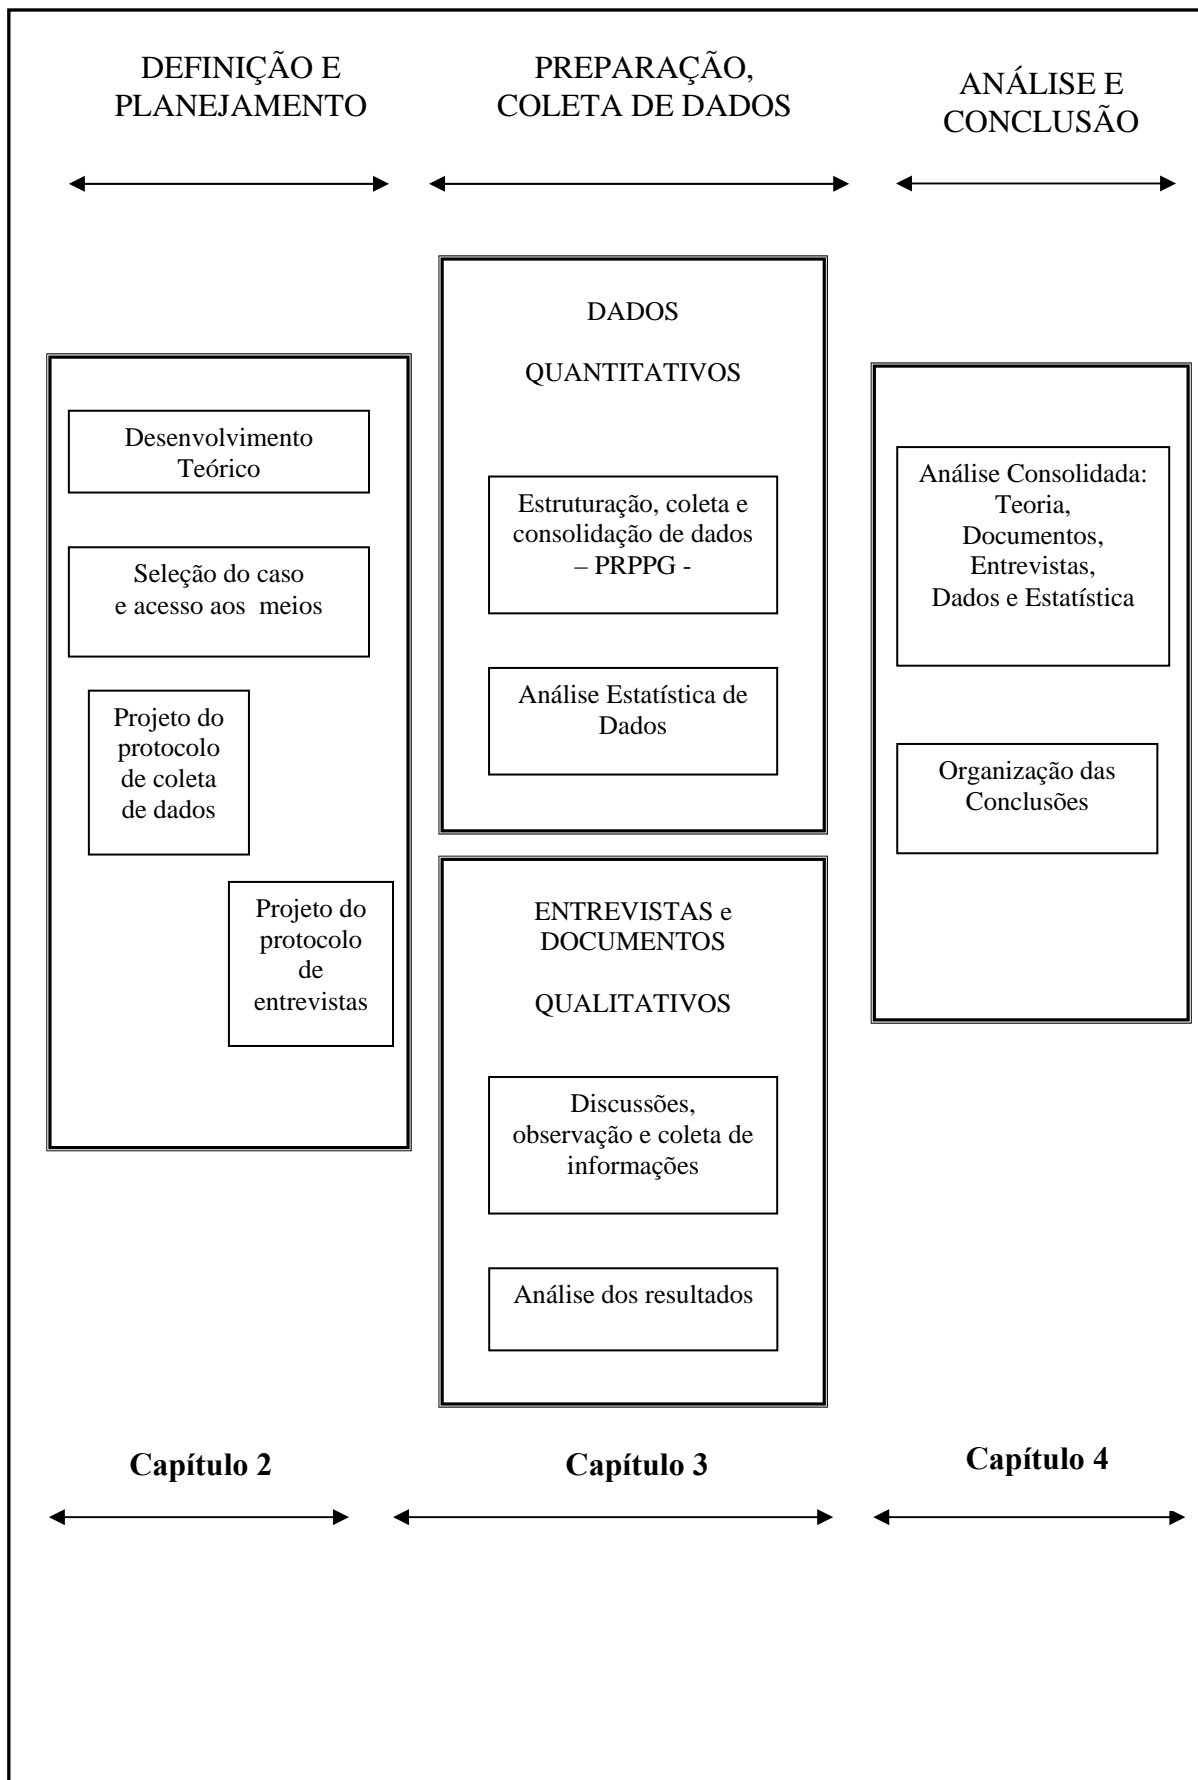 DEFINIÇÃO E
PLANEJAMENTO
PREPARAÇÃO,
COLETA DE DADOS
ANÁLISE E
CONCLUSÃO
Desenvolvimento
Teórico
Seleção do caso
e acesso aos meios
Projeto do
protocolo
de coleta
de dados
Projeto do
protocolo
de
entrevistas
DADOS
QUANTITATIVOS
Estruturação, coleta e
consolidação de dados
– PRPPG -
Análise Estatística de
Dados
ENTREVISTAS e
DOCUMENTOS
QUALITATIVOS
Discussões,
observação e coleta de
informações
Análise dos resultados
Análise Consolidada:
Teoria,
Documentos,
Entrevistas,
Dados e Estatística
Organização das
Conclusões
Capítulo 2
Capítulo 3
Capítulo 4